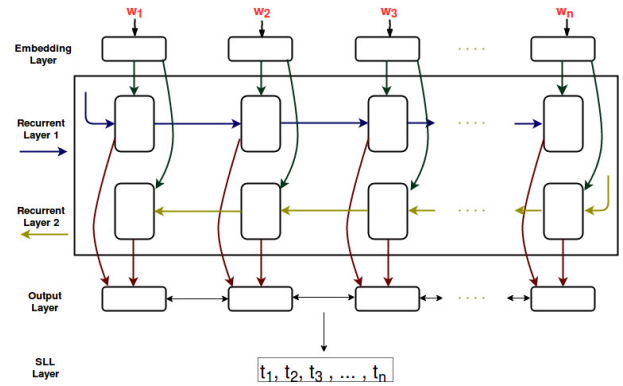 w1 w2 w3 wn
Embedding
Layer
. . . .
Recurrent
Layer 1
. . . .
Recurrent
Layer 2
. . . .
Output
Layer
. . . .
SLL
Layer
t1, t2, t3 , ... , tn